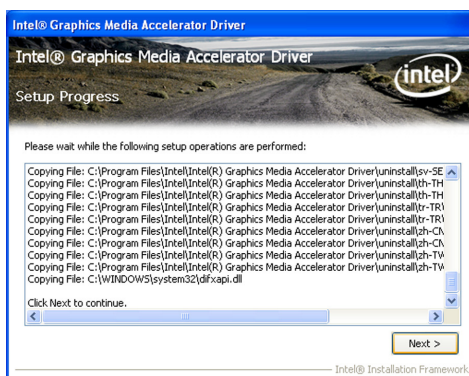 Intel® Graphics Media Accelerator Driver
Intel® Graphics Media Accelerator Driver
intel
Setup Progress
Please wait while the following setup operations are performed:
Copying File: C:\Program Files\Intel\Intel(R) Graphics Media Accelerator Driver\uninstall\sv-SE
Copying File: C:\Program Files\Intel\Intel(R) Graphics Media Accelerator Driver\uninstall\th-TH
Copying File: C:\Program Files\Intel\Intel(R) Graphics Media Accelerator Driver\uninstall\th-TH
Copying File: C:\Program Files\Intel\Intel(R) Graphics Media Accelerator Driver\uninstall\tr-TR\
Copying File: C:\Program Files\Intel\Intel(R) Graphics Media Accelerator Driver\uninstall\tr-TR\
Copying File: C:\Program Files\Intel\Intel(R) Graphics Media Accelerator Driver\uninstall\zh-CN
Copying File: C:\Program Files\Intel\Intel(R) Graphics Media Accelerator Driver\uninstall\zh-CN
Copying File: C:\Program Files\Intel\Intel(R) Graphics Media Accelerator Driver\uninstall\zh-TW
Copying File: C:\Program Files\Intel\Intel(R) Graphics Media Accelerator Driver\uninstall\zh-TW
Copying File: C:\WINDOWS\system32\difxapi.dll
Click Next to continue.
Next >
Intel® Installation Framework